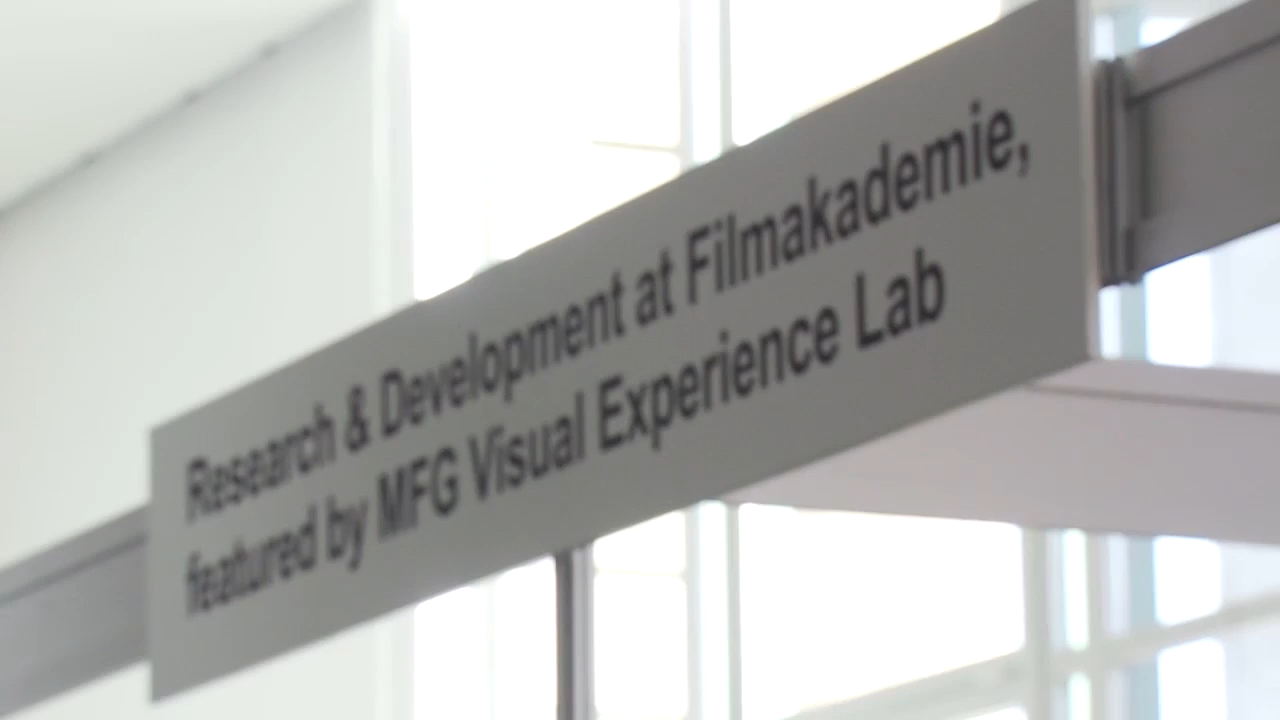 Research & Development at Filmakademie,
featured by MFG Visual Experience Lab